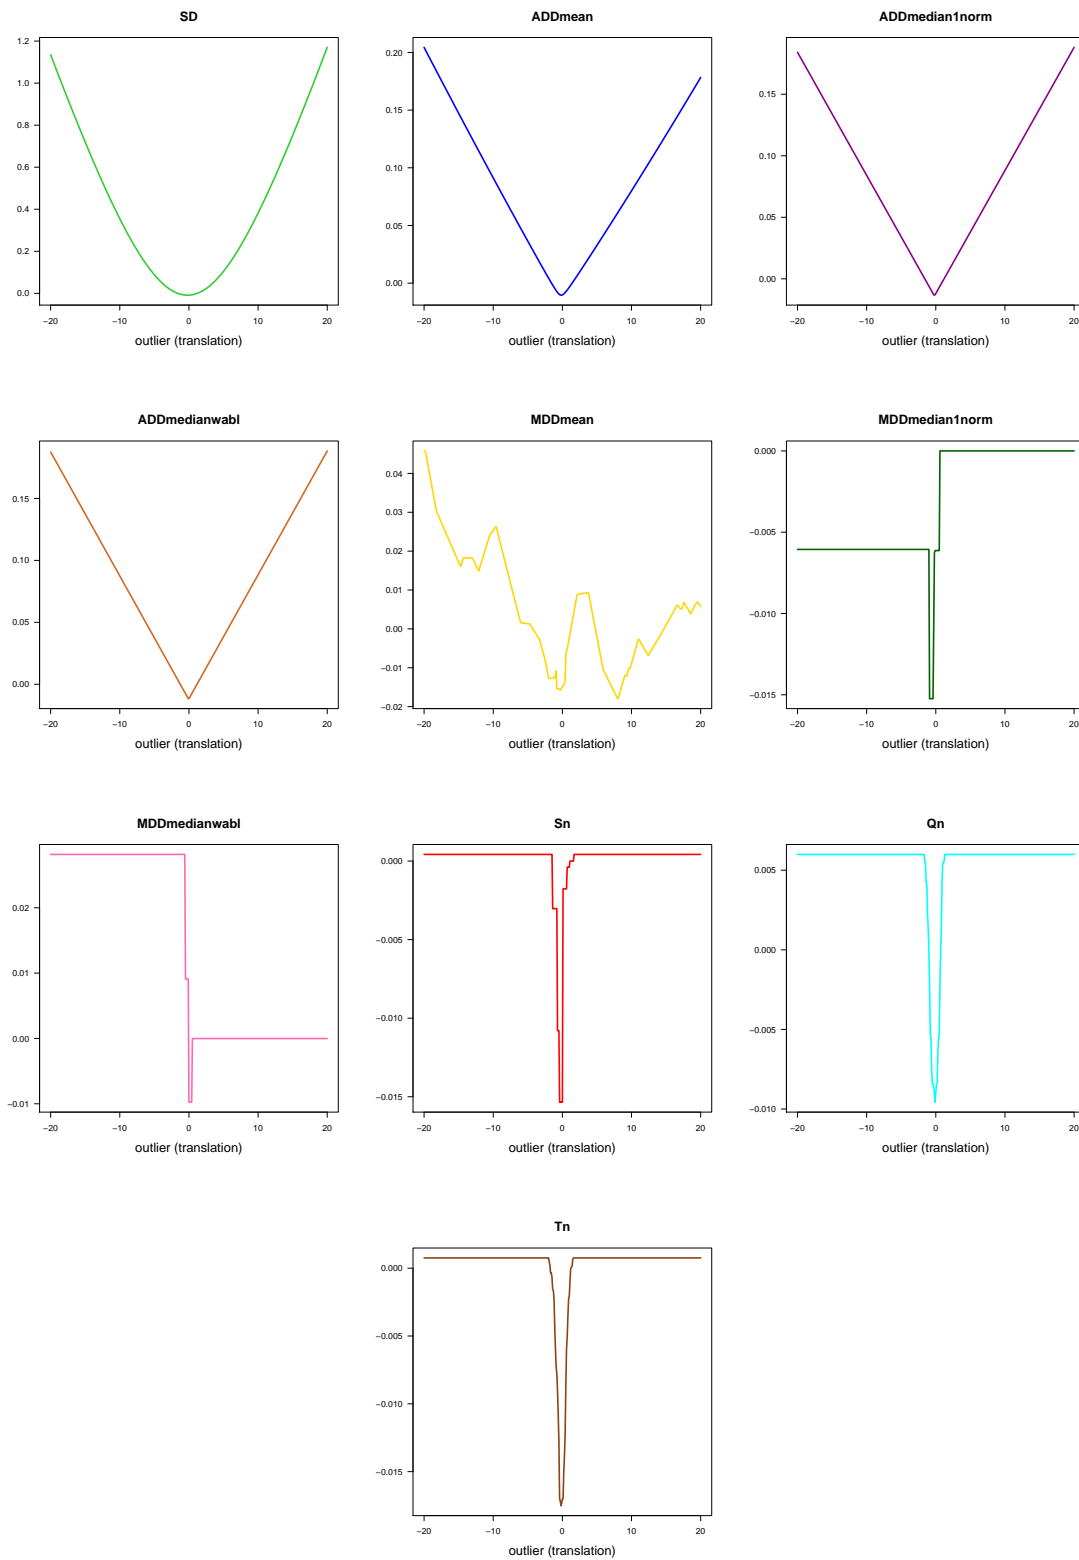 SD
1.2
1.0
0.8
0.6
0.4
0.2
0.0
−20 −10 0 10 20
outlier (translation)
ADDmean
0.20
0.15
0.10
0.05
0.00
−20 −10 0 10 20
outlier (translation)
ADDmedian1norm
0.15
0.10
0.05
0.00
−20 −10 0 10 20
outlier (translation)
ADDmedianwabl
0.15
0.10
0.05
0.00
−20 −10 0 10 20
outlier (translation)
MDDmean
0.04
0.03
0.02
0.01
0.00
−0.01
−0.02
−20 −10 0 10 20
outlier (translation)
MDDmedian1norm
0.000
−0.005
−0.010
−0.015
−20 −10 0 10 20
outlier (translation)
MDDmedianwabl
0.02
0.01
0.00
−0.01
−20 −10 0 10 20
outlier (translation)
Sn
0.000
−0.005
−0.010
−0.015
−20 −10 0 10 20
outlier (translation)
Qn
0.005
0.000
−0.005
−0.010
−20 −10 0 10 20
outlier (translation)
Tn
0.000
−0.005
−0.010
−0.015
−20 −10 0 10 20
outlier (translation)